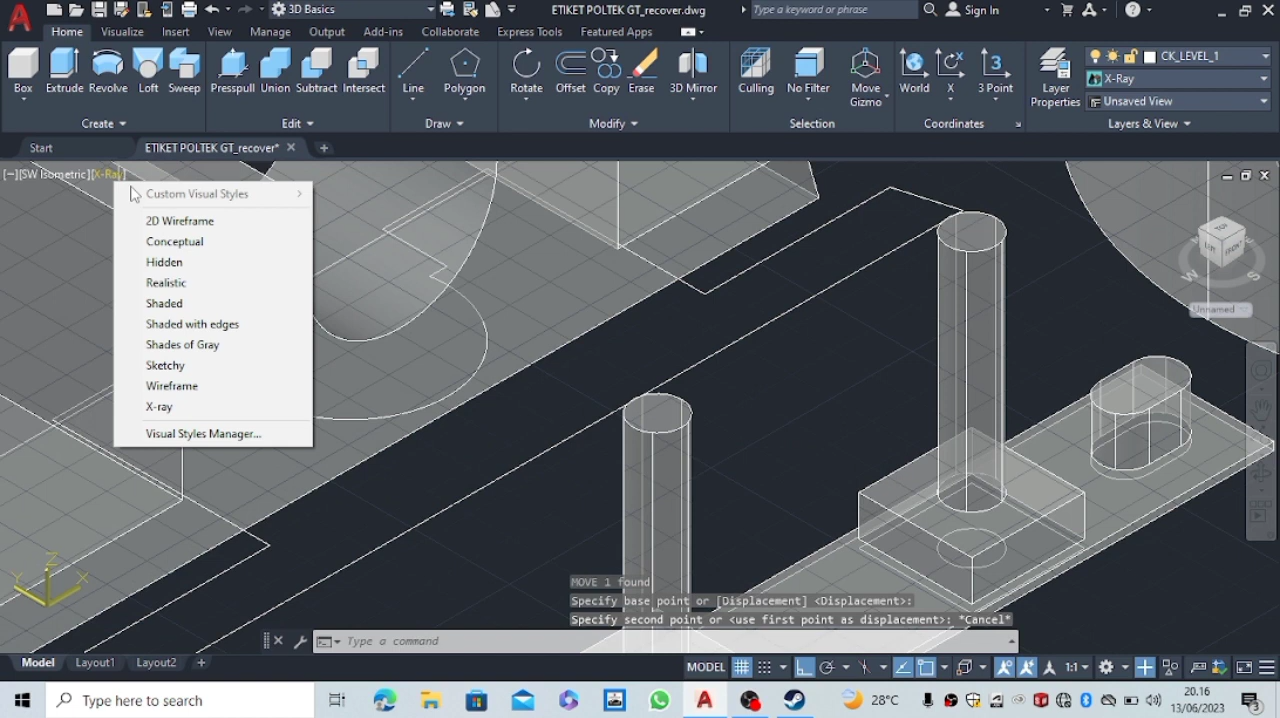 3D Basics
ETIKET POLTEK GT_recover.dwg
Type a keyword or phrase
Sign In
Home
Visualize
Insert
View
Manage
Output
Add-ins
Collaborate
Express Tools
Featured Apps
Box
Extrude
Revolve
Loft
Sweep
Presspull
Union
Subtract
Intersect
Line
Polygon
Rotate
Offset
Copy
Erase
3D Mirror
Culling
No Filter
Move
Gizmo
World
X
3 Point
Layer
Properties
CK_LEVEL_1
X-Ray
Unsaved View
Create
Edit
Draw
Modify
Selection
Coordinates
Layers & View
Start
ETIKET POLTEK GT_recover*
[−][SW Isometric][X-Ray]
Custom Visual Styles
2D Wireframe
Conceptual
Hidden
Realistic
Shaded
Shaded with edges
Shades of Gray
Sketchy
Wireframe
X-ray
Visual Styles Manager...
TOP
LEFT
FRONT
W
S
Unnamed
Z
Y
X
MOVE 1 found
Specify base point or [Displacement] <Displacement>:
Specify second point or <use first point as displacement>: *Cancel*
Type a command
Model
Layout1
Layout2
MODEL
1:1
Type here to search
28°C
20.16
13/06/2023